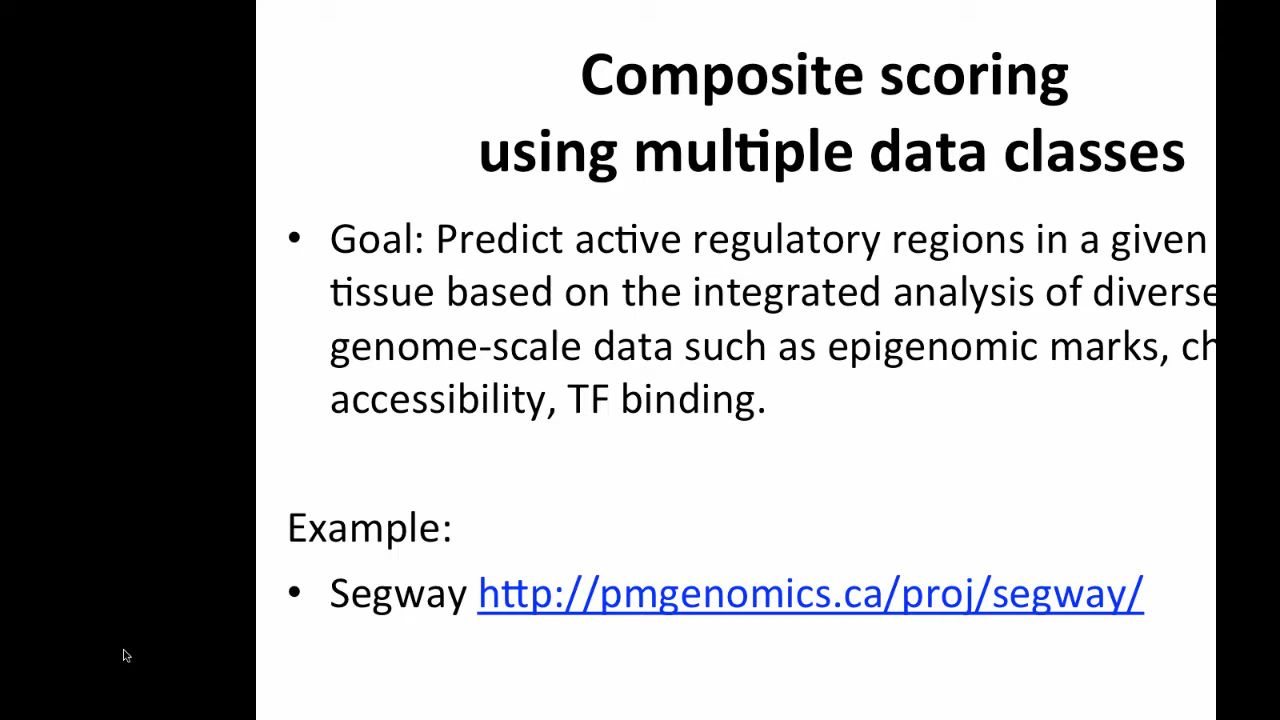 Composite scoring
using multiple data classes
• Goal: Predict active regulatory regions in a given
tissue based on the integrated analysis of diverse
genome-scale data such as epigenomic marks, ch
accessibility, TF binding.
Example:
• Segway http://pmgenomics.ca/proj/segway/